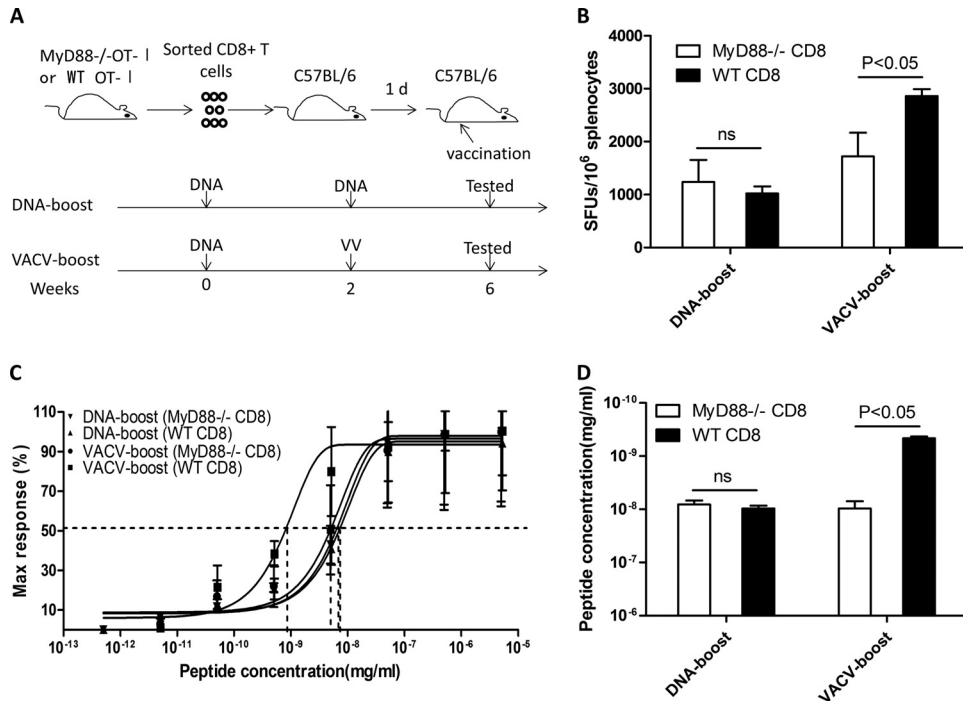 A
MyD88-/-OT- I
or WT OT- I
Sorted CD8+ T
cells
C57BL/6
1 d
C57BL/6
vaccination
DNA-boost
DNA
DNA
Tested
VACV-boost
DNA
VV
Tested
Weeks
0
2
6
B
MyD88-/- CD8
WT CD8
SFUs/10⁶ splenocytes
4000
3000
2000
1000
0
ns
P<0.05
DNA-boost
VACV-boost
C
Max response (%)
110
90
70
50
30
10
DNA-boost (MyD88-/- CD8)
DNA-boost (WT CD8)
VACV-boost (MyD88-/- CD8)
VACV-boost (WT CD8)
10⁻¹³
10⁻¹²
10⁻¹¹
10⁻¹⁰
10⁻⁹
10⁻⁸
10⁻⁷
10⁻⁶
10⁻⁵
Peptide concentration(mg/ml)
D
Peptide concentration(mg/ml)
10⁻¹⁰
10⁻⁹
10⁻⁸
10⁻⁷
10⁻⁶
MyD88-/- CD8
WT CD8
ns
P<0.05
DNA-boost
VACV-boost